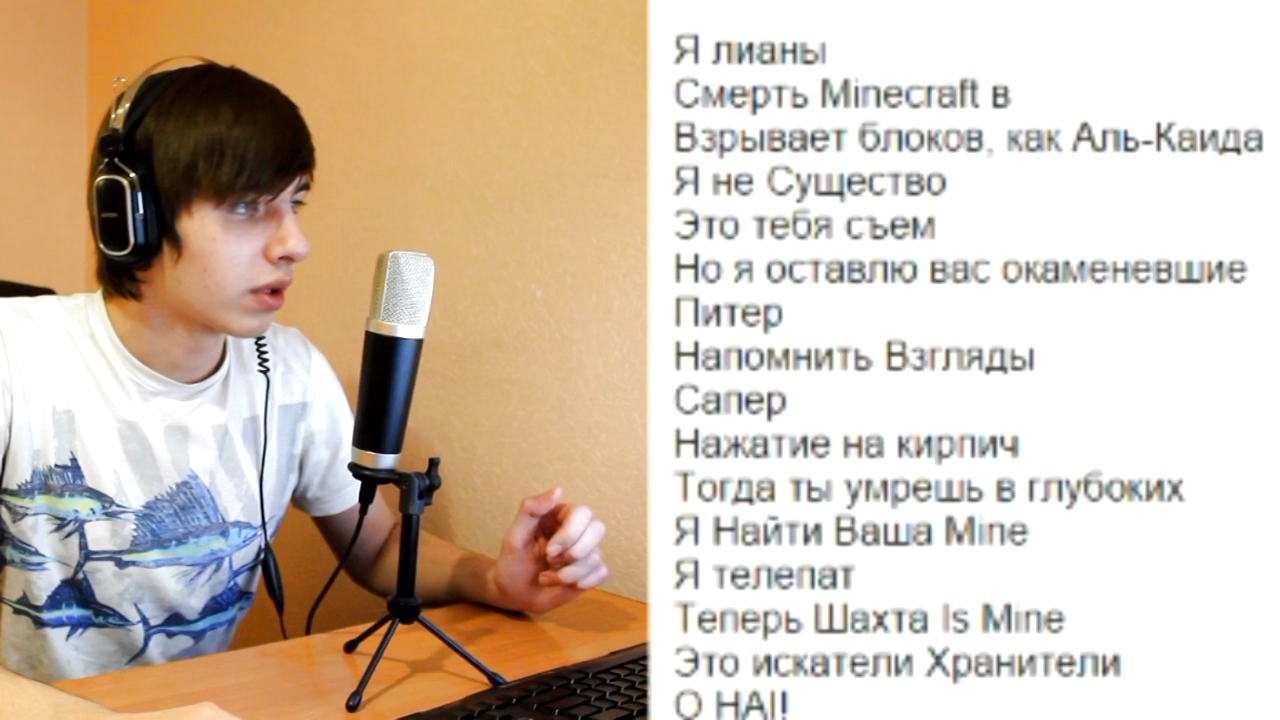 Я лианы
Смерть Minecraft в
Взрывает блоков, как Аль-Каида
Я не Существо
Это тебя съем
Но я оставлю вас окаменевшие
Питер
Напомнить Взгляды
Сапер
Нажатие на кирпич
Тогда ты умрешь в глубоких
Я Найти Ваша Mine
Я телепат
Теперь Шахта Is Mine
Это искатели Хранители
О HAI!